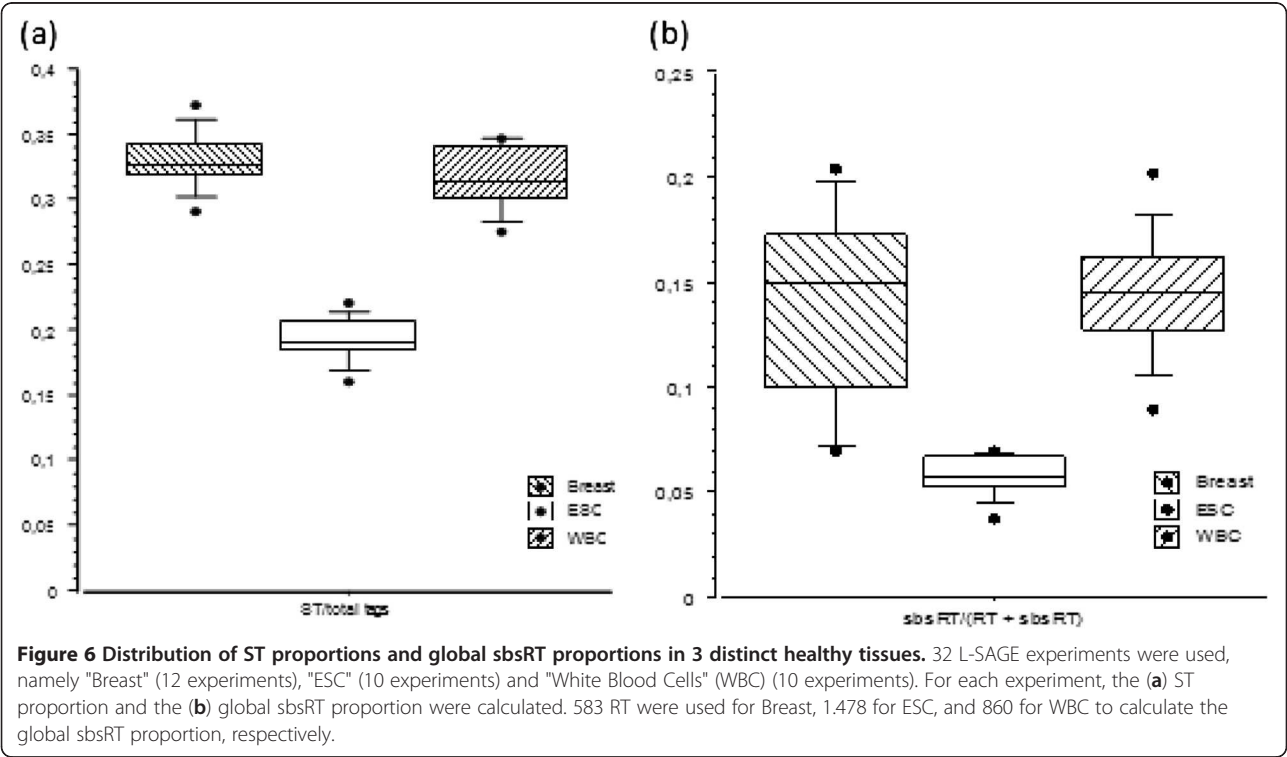 (a)
0,4
0,35
0,3
0,25
0,2
0,15
0,1
0,05
0
Breast
ESC
WBC
ST/total tags
(b)
0,25
0,2
0,15
0,1
0,05
0
Breast
ESC
WBC
sbsRT/(RT + sbsRT)
Figure 6 Distribution of ST proportions and global sbsRT proportions in 3 distinct healthy tissues. 32 L-SAGE experiments were used,
namely "Breast" (12 experiments), "ESC" (10 experiments) and "White Blood Cells" (WBC) (10 experiments). For each experiment, the (a) ST
proportion and the (b) global sbsRT proportion were calculated. 583 RT were used for Breast, 1.478 for ESC, and 860 for WBC to calculate the
global sbsRT proportion, respectively.